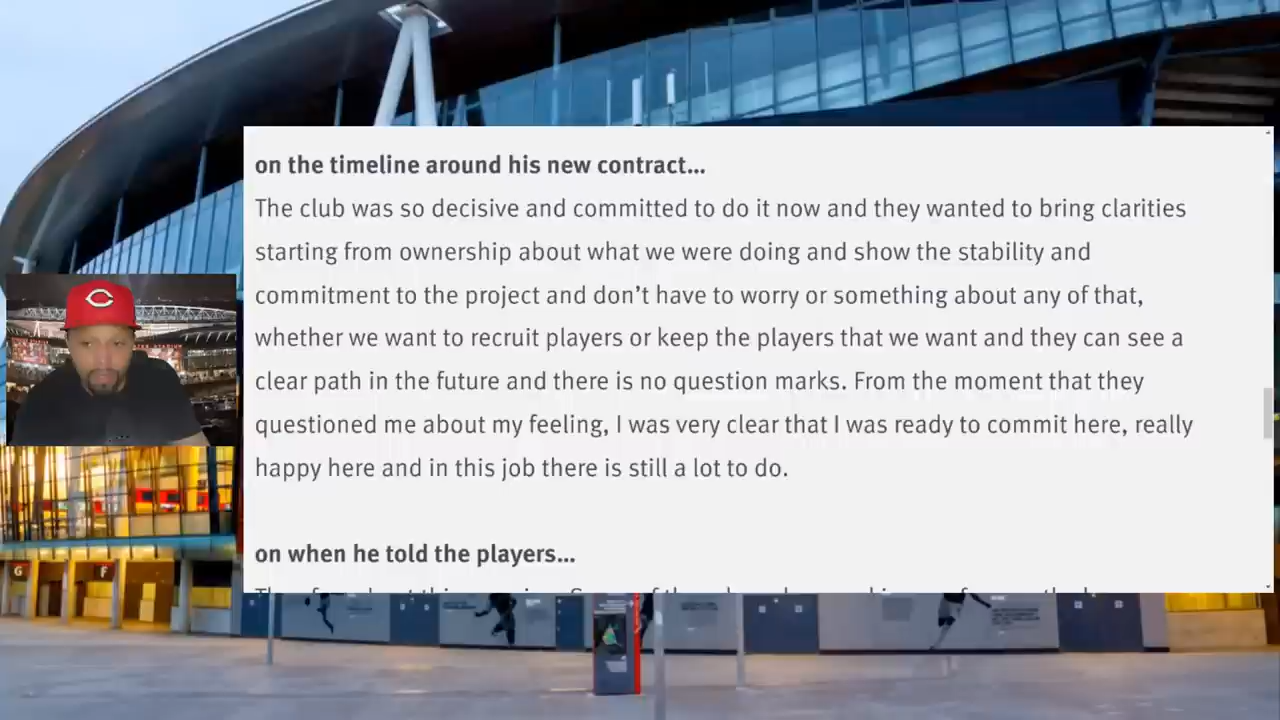 on the timeline around his new contract...
The club was so decisive and committed to do it now and they wanted to bring clarities
starting from ownership about what we were doing and show the stability and
commitment to the project and don't have to worry or something about any of that,
whether we want to recruit players or keep the players that we want and they can see a
clear path in the future and there is no question marks. From the moment that they
questioned me about my feeling, I was very clear that I was ready to commit here, really
happy here and in this job there is still a lot to do.
on when he told the players...
G F